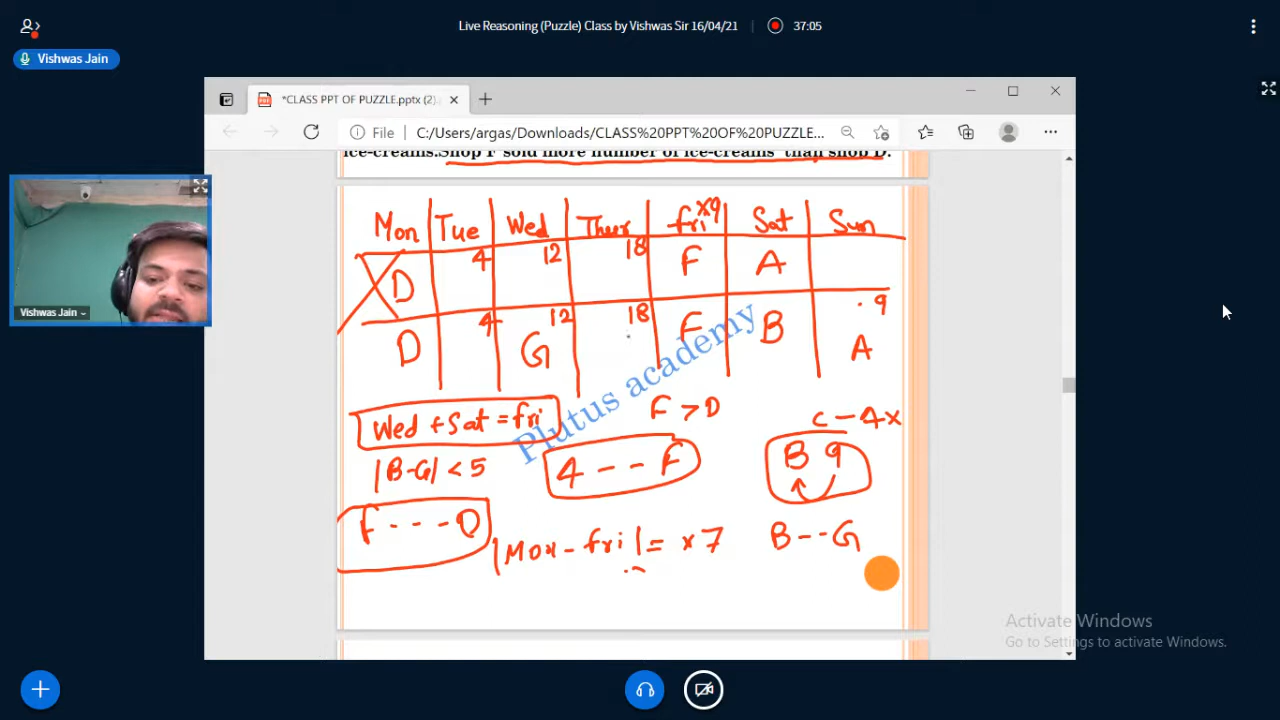 Live Reasoning (Puzzle) Class by Vishwas Sir 16/04/21
37:05
Vishwas Jain
*CLASS PPT OF PUZZLE.pptx (2)
File
C:/Users/argas/Downloads/CLASS%20PPT%20OF%20PUZZLE...
ice-creams.Shop F sold more number of ice-creams than shop D.
Mon Tue Wed Thur fri x9 Sat Sun
D 4 12 18 F A
D 4 G 12 18 F B 9 A
Wed + Sat = fri
F > D
C - 4x
|B-G| < 5
4 - - F
B 9
F - - - D
|Mon - fri| = x7
B - - G
Plutus academy
Vishwas Jain
Activate Windows
Go to Settings to activate Windows.